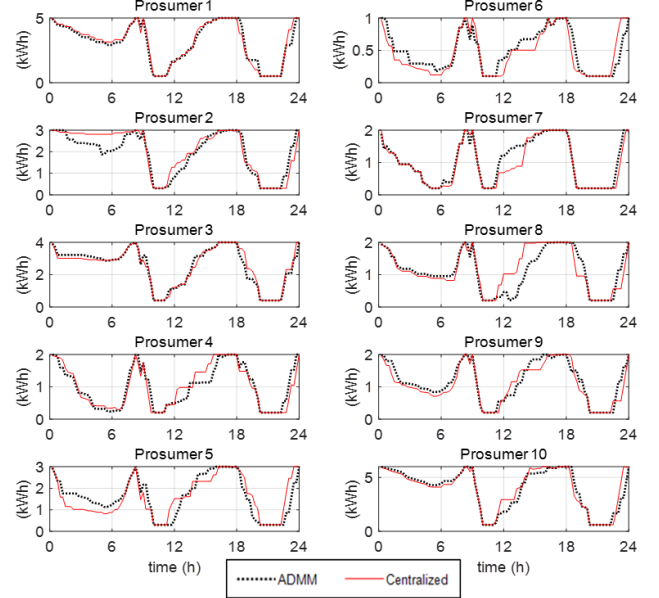 Prosumer 1
5
0
(kWh)
0 6 12 18 24
Prosumer 2
3
2
1
0
(kWh)
0 6 12 18 24
Prosumer 3
4
2
0
(kWh)
0 6 12 18 24
Prosumer 4
2
1
0
(kWh)
0 6 12 18 24
Prosumer 5
3
2
1
0
(kWh)
0 6 12 18 24
time (h)
Prosumer 6
1
0.5
0
(kWh)
0 6 12 18 24
Prosumer 7
2
1
0
(kWh)
0 6 12 18 24
Prosumer 8
2
1
0
(kWh)
0 6 12 18 24
Prosumer 9
2
1
0
(kWh)
0 6 12 18 24
Prosumer 10
5
0
(kWh)
0 6 12 18 24
time (h)
ADMM Centralized